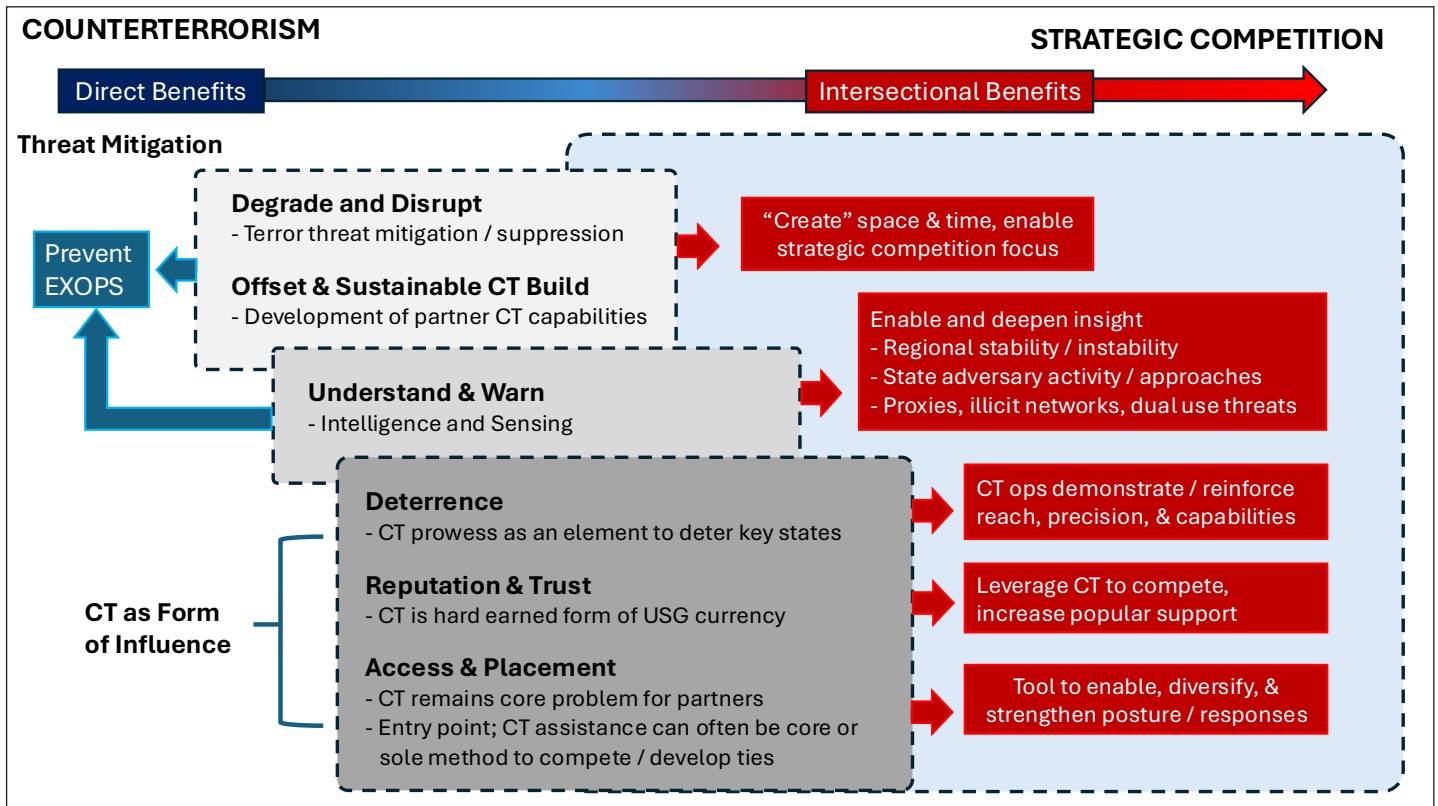 COUNTERTERRORISM
STRATEGIC COMPETITION
Direct Benefits
Intersectional Benefits
Threat Mitigation
Degrade and Disrupt
- Terror threat mitigation / suppression
Offset & Sustainable CT Build
- Development of partner CT capabilities
Prevent
EXOPS
“Create” space & time, enable
strategic competition focus
Understand & Warn
- Intelligence and Sensing
Enable and deepen insight
- Regional stability / instability
- State adversary activity / approaches
- Proxies, illicit networks, dual use threats
Deterrence
- CT prowess as an element to deter key states
CT ops demonstrate / reinforce
reach, precision, & capabilities
Reputation & Trust
- CT is hard earned form of USG currency
Leverage CT to compete,
increase popular support
CT as Form
of Influence
Access & Placement
- CT remains core problem for partners
- Entry point; CT assistance can often be core or
sole method to compete / develop ties
Tool to enable, diversify, &
strengthen posture / responses